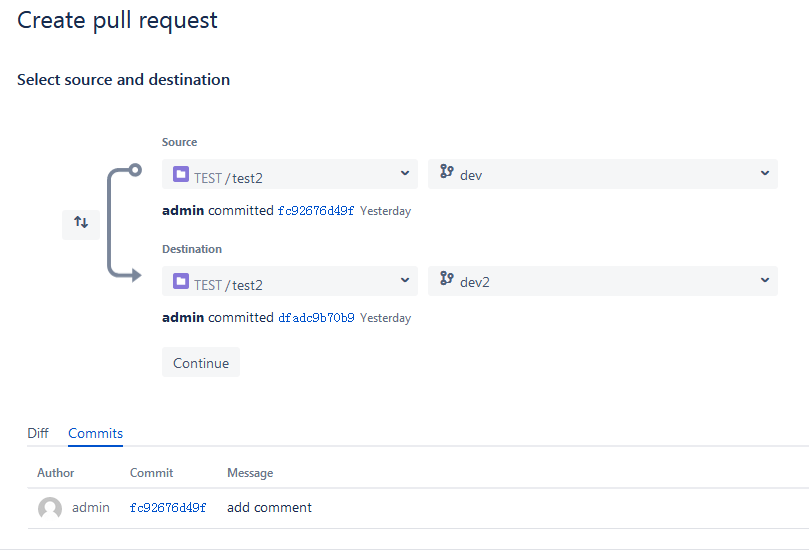 Create pull request
Select source and destination
Source
TEST / test2 dev
admin committed fc92676d49f Yesterday
Destination
TEST / test2 dev2
admin committed dfadc9b70b9 Yesterday
Continue
Diff Commits
Author Commit Message
admin fc92676d49f add comment